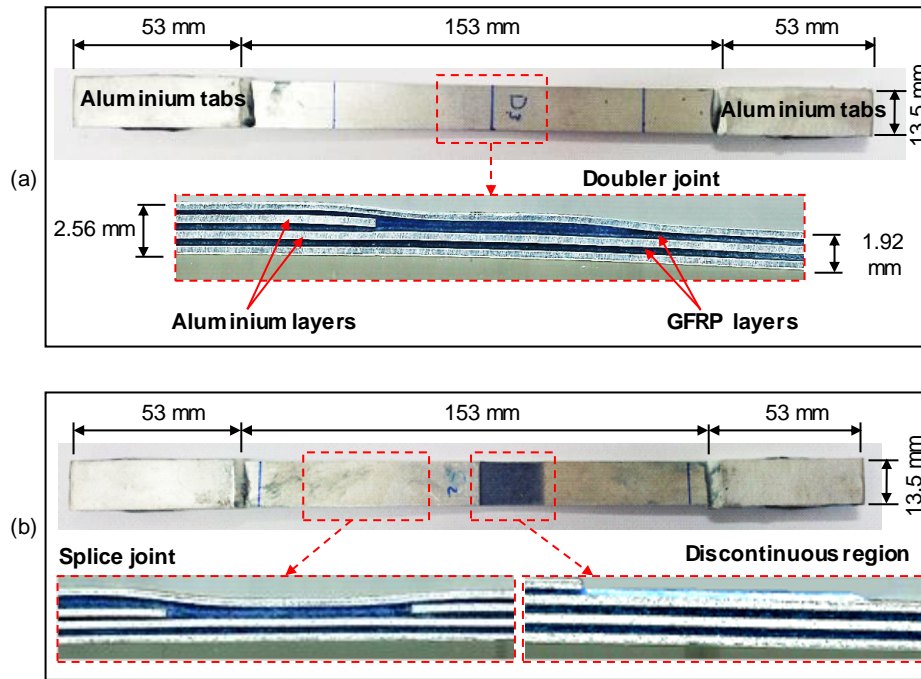 53 mm
153 mm
53 mm
Aluminium tabs
D3
Aluminium tabs
13.5 mm
(a)
Doubler joint
2.56 mm
1.92
mm
Aluminium layers
GFRP layers
53 mm
153 mm
53 mm
2
13.5 mm
(b)
Splice joint
Discontinuous region